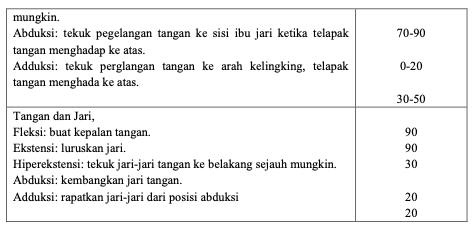 mungkin.
Abduksi: tekuk pegelangan tangan ke sisi ibu jari ketika telapak 70-90
tangan menghadap ke atas.
Adduksi: tekuk perglangan tangan ke arah kelingking, telapak 0-20
tangan menghada ke atas.
30-50
Tangan dan Jari,
Fleksi: buat kepalan tangan. 90
Ekstensi: luruskan jari. 90
Hiperekstensi: tekuk jari-jari tangan ke belakang sejauh mungkin. 30
Abduksi: kembangkan jari tangan.
Adduksi: rapatkan jari-jari dari posisi abduksi 20
20